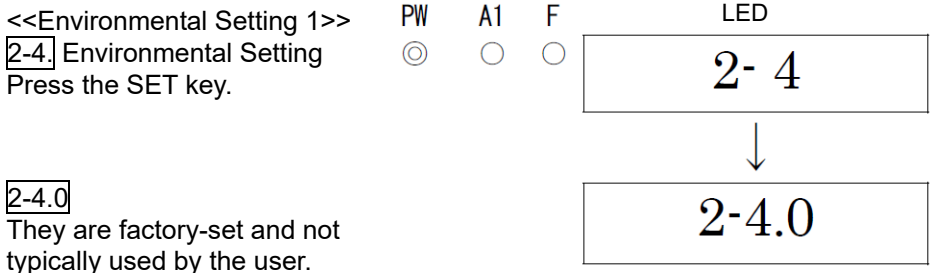 <<Environmental Setting 1>>
PW A1 F LED
2-4. Environmental Setting
Press the SET key.
2- 4
2-4.0
2-4.0
They are factory-set and not
typically used by the user.